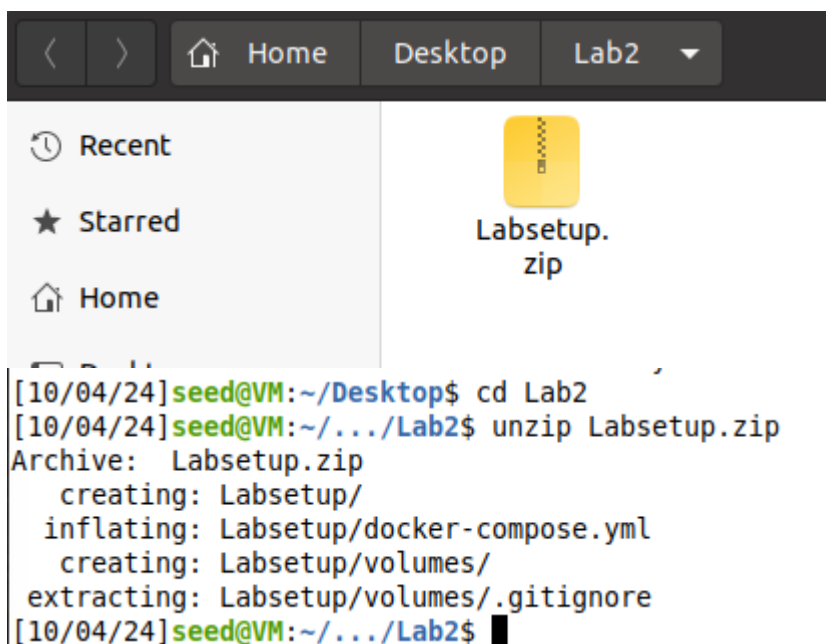 Home Desktop Lab2
Recent
Starred
Home
Labsetup.
zip
[10/04/24]seed@VM:~/Desktop$ cd Lab2
[10/04/24]seed@VM:~/.../Lab2$ unzip Labsetup.zip
Archive:  Labsetup.zip
   creating: Labsetup/
  inflating: Labsetup/docker-compose.yml
   creating: Labsetup/volumes/
 extracting: Labsetup/volumes/.gitignore
[10/04/24]seed@VM:~/.../Lab2$